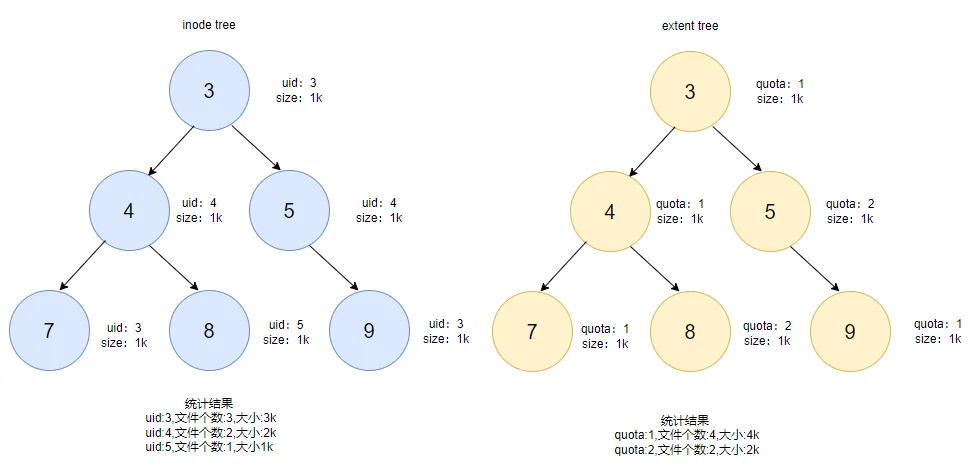 inode tree
3
uid：3
size：1k
4
uid：4
size：1k
5
uid：4
size：1k
7
uid：3
size：1k
8
uid：5
size：1k
9
uid：3
size：1k
统计结果
uid:3,文件个数:3,大小:3k
uid:4,文件个数:2,大小:2k
uid:5,文件个数:1,大小1k
extent tree
3
quota：1
size：1k
4
quota：1
size：1k
5
quota：2
size：1k
7
quota：1
size：1k
8
quota：2
size：1k
9
quota：1
size：1k
统计结果
quota:1,文件个数:4,大小:4k
quota:2,文件个数:2,大小:2k